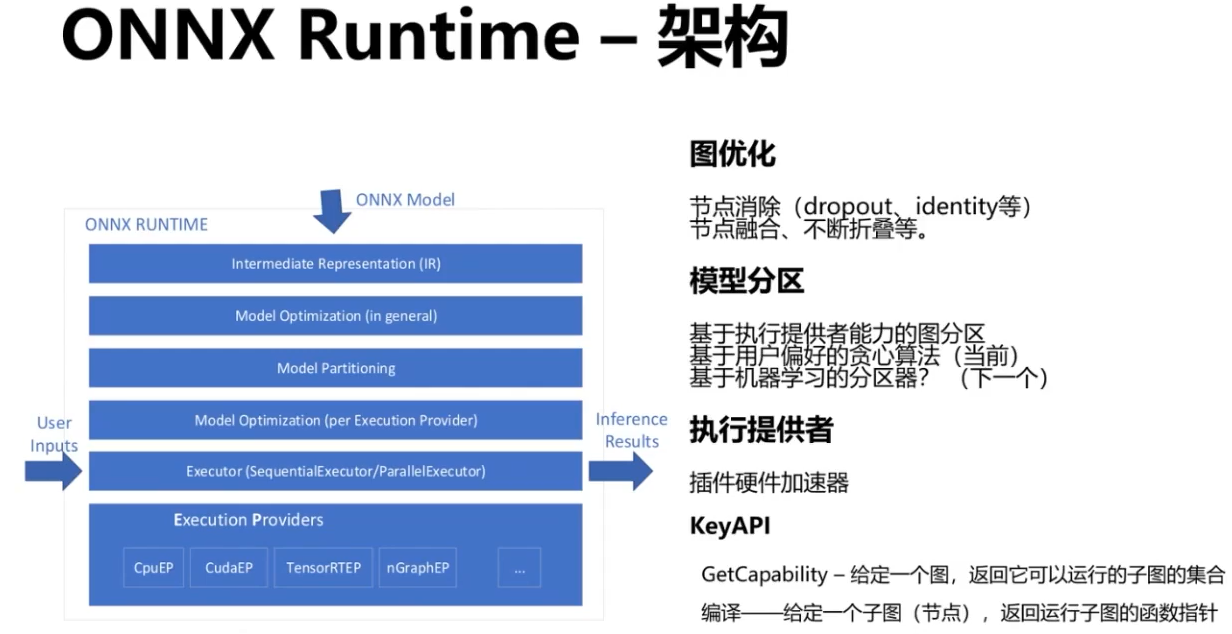 ONNX Runtime – 架构
ONNX Model
ONNX RUNTIME
Intermediate Representation (IR)
Model Optimization (in general)
Model Partitioning
Model Optimization (per Execution Provider)
User
Inputs
Executor (SequentialExecutor/ParallelExecutor)
Inference
Results
Execution Providers
CpuEP
CudaEP
TensorRTEP
nGraphEP
...
图优化
节点消除（dropout、identity等）
节点融合、不断折叠等。
模型分区
基于执行提供者能力的图分区
基于用户偏好的贪心算法（当前）
基于机器学习的分区器？（下一个）
执行提供者
插件硬件加速器
KeyAPI
GetCapability – 给定一个图，返回它可以运行的子图的集合
编译——给定一个子图（节点），返回运行子图的函数指针